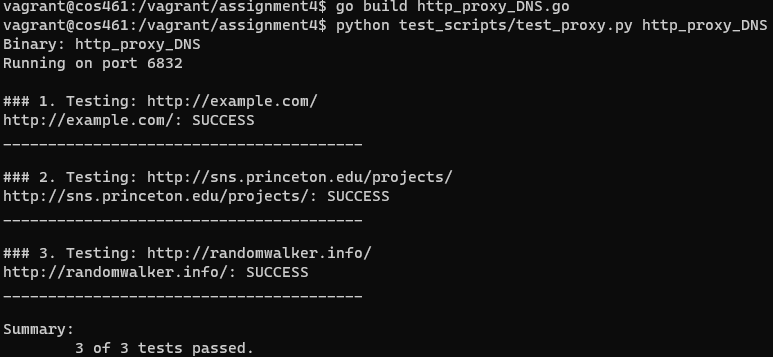 vagrant@cos461:/vagrant/assignment4$ go build http_proxy_DNS.go
vagrant@cos461:/vagrant/assignment4$ python test_scripts/test_proxy.py http_proxy_DNS
Binary: http_proxy_DNS
Running on port 6832
### 1. Testing: http://example.com/
http://example.com/: SUCCESS
________________________________________
### 2. Testing: http://sns.princeton.edu/projects/
http://sns.princeton.edu/projects/: SUCCESS
________________________________________
### 3. Testing: http://randomwalker.info/
http://randomwalker.info/: SUCCESS
________________________________________
Summary:
        3 of 3 tests passed.